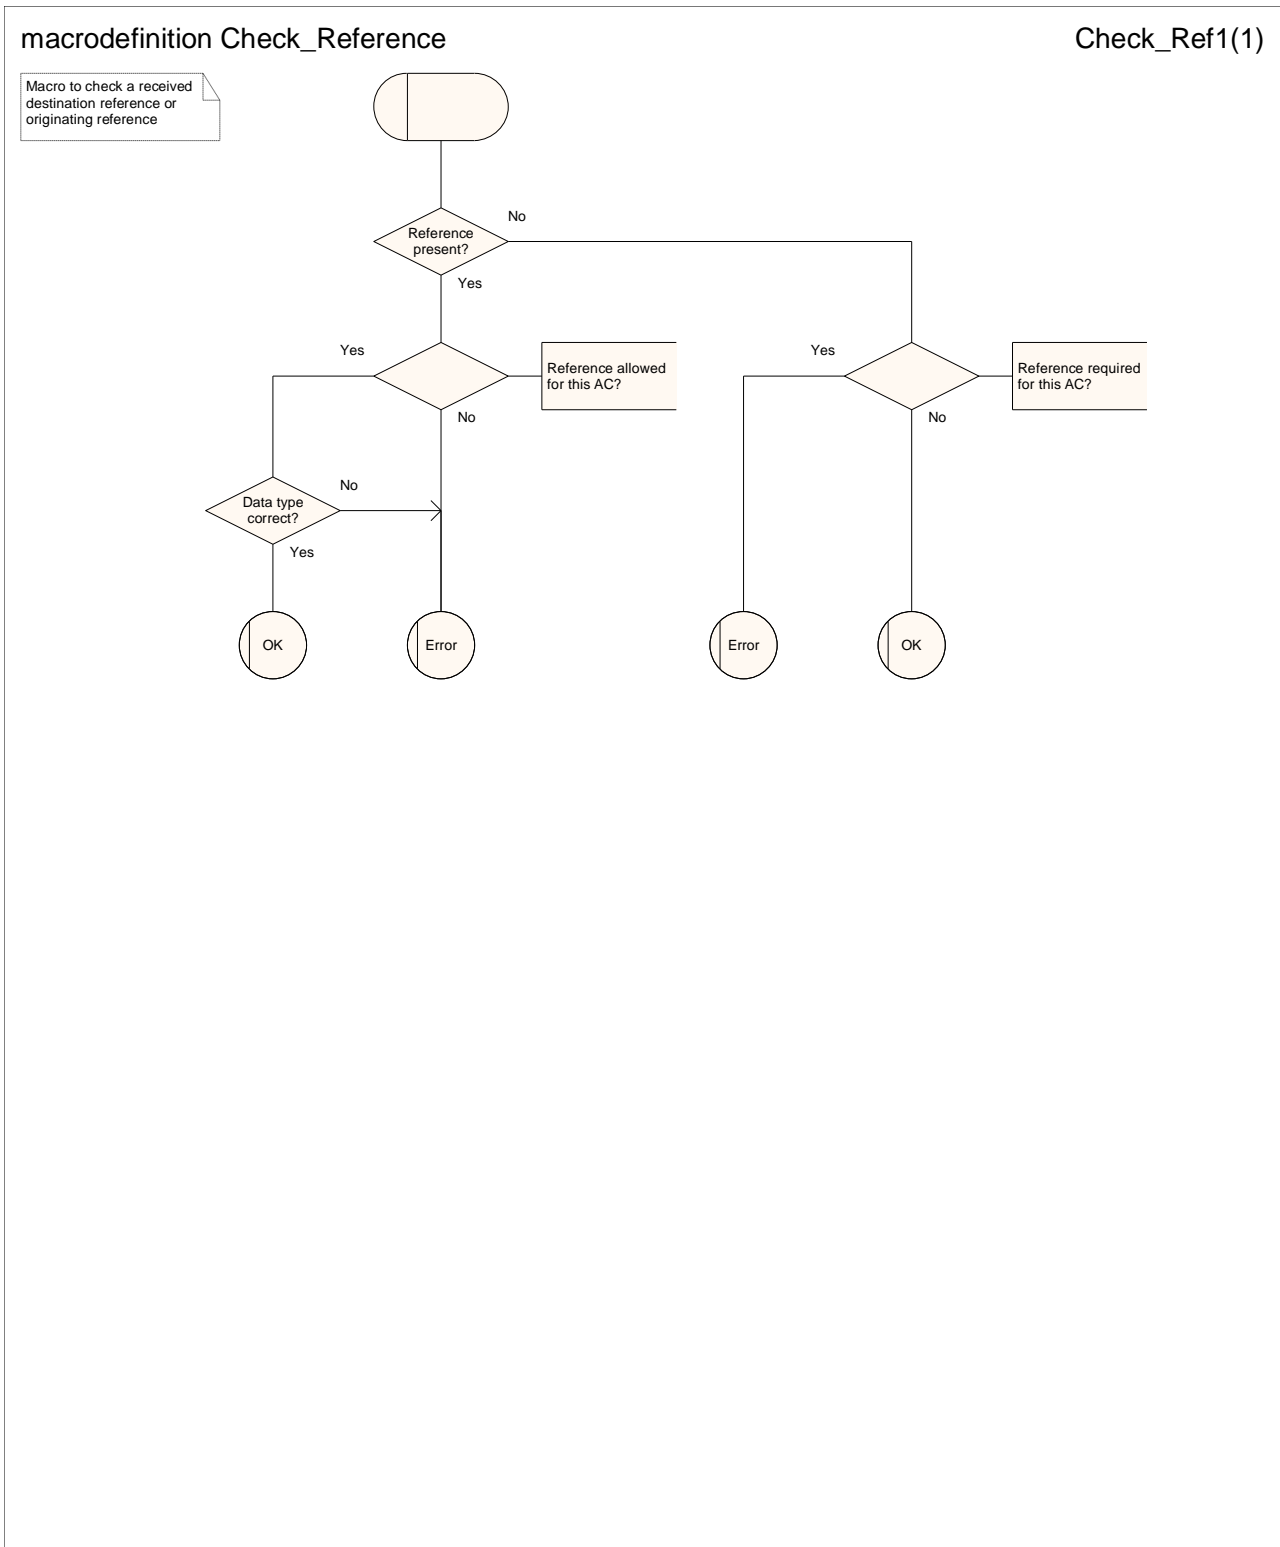 macrodefinition Check_Reference
Check_Ref1(1)
Macro to check a received
destination reference or
originating reference
No
Reference
present?
Yes
Yes
Reference allowed
for this AC?
No
Yes
Reference required
for this AC?
No
No
Data type
correct?
Yes
OK
Error
Error
OK